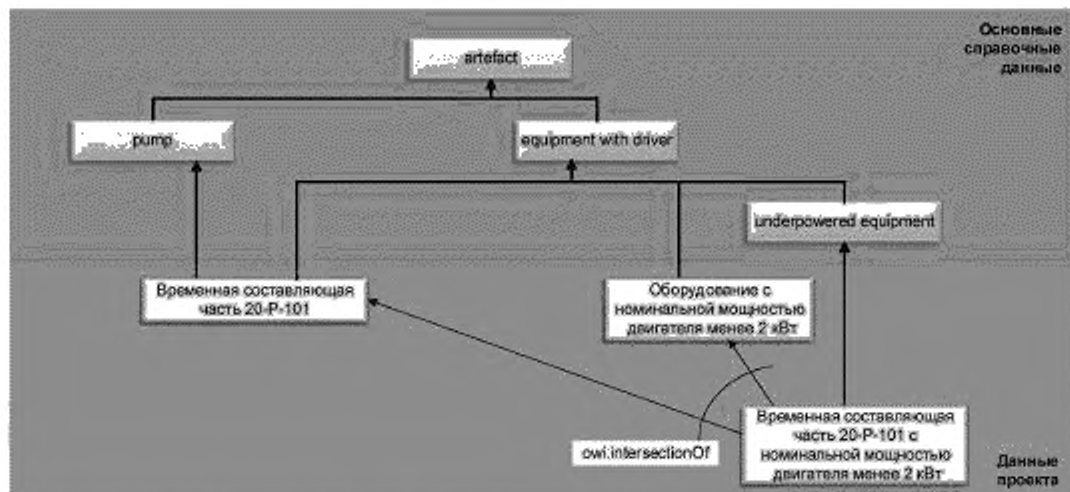 Основные
справочные
данные
artefact
pump
equipment with driver
underpowered equipment
Временная составляющая
часть 20-P-101
Оборудование с
номинальной мощностью
двигателя менее 2 кВт
owl:intersectionOf
Временная составляющая
часть 20-P-101 с
номинальной мощностью
двигателя менее 2 кВт
Данные
проекта